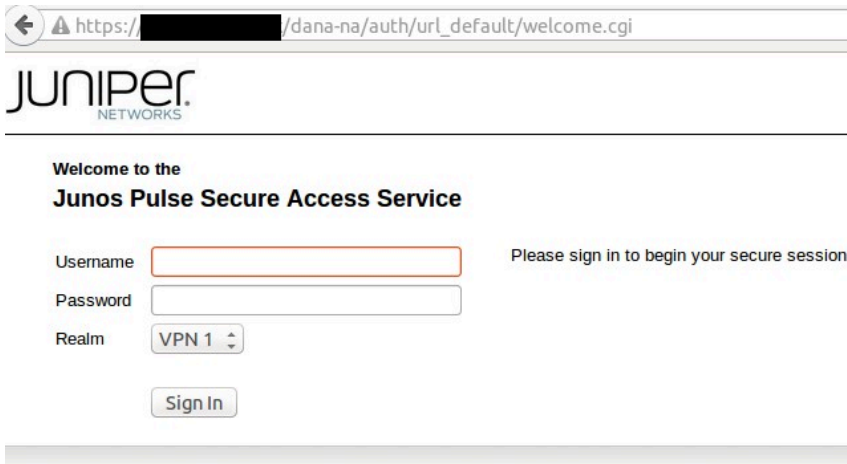 https:// /dana-na/auth/url_default/welcome.cgi
JUNIPEr.
NETWORKS
Welcome to the
Junos Pulse Secure Access Service
Username
Please sign in to begin your secure session
Password
Realm
VPN 1
Sign In